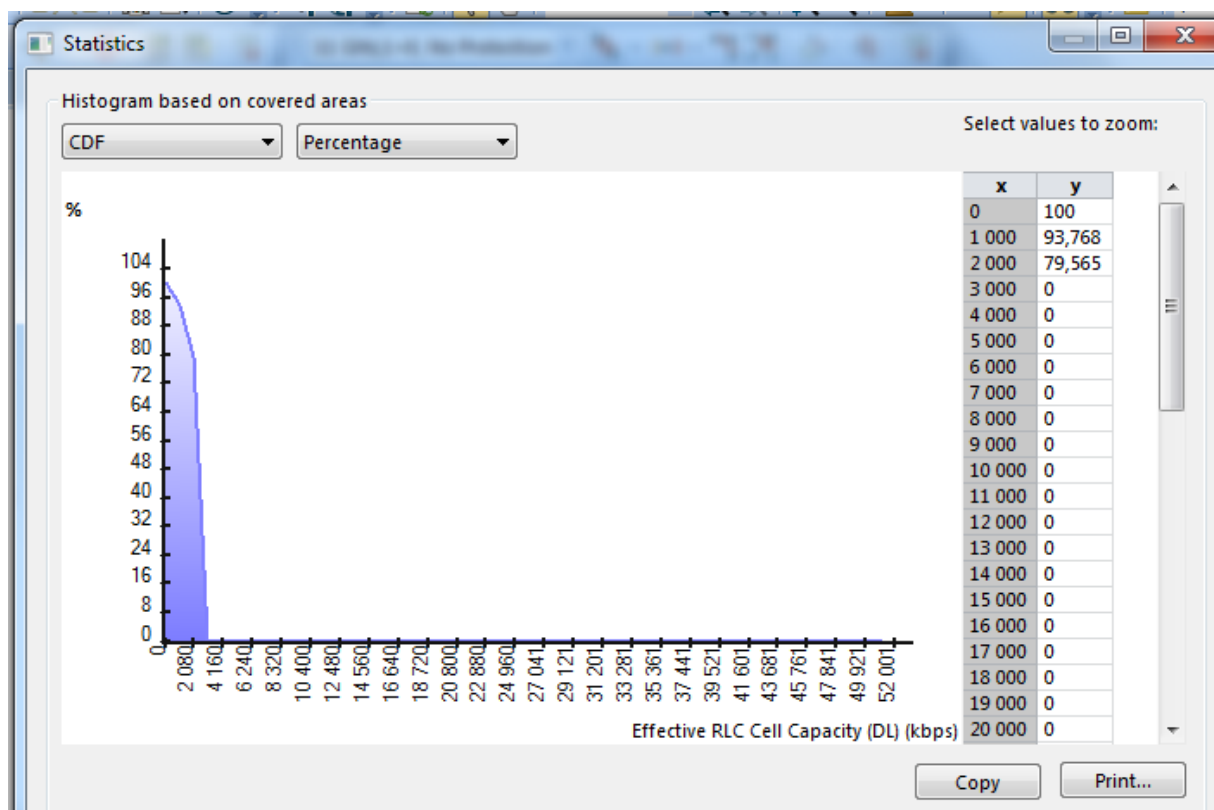 Statistics
Histogram based on covered areas
CDF
Percentage
Select values to zoom:
%
104
96
88
80
72
64
56
48
40
32
24
16
8
0
0
2 080
4 160
6 240
8 320
10 400
12 480
14 560
16 640
18 720
20 800
22 880
24 960
27 041
29 121
31 201
33 281
35 361
37 441
39 521
41 601
43 681
45 761
47 841
49 921
52 001
Effective RLC Cell Capacity (DL) (kbps)
x y
0 100
1 000 93,768
2 000 79,565
3 000 0
4 000 0
5 000 0
6 000 0
7 000 0
8 000 0
9 000 0
10 000 0
11 000 0
12 000 0
13 000 0
14 000 0
15 000 0
16 000 0
17 000 0
18 000 0
19 000 0
20 000 0
Copy
Print...